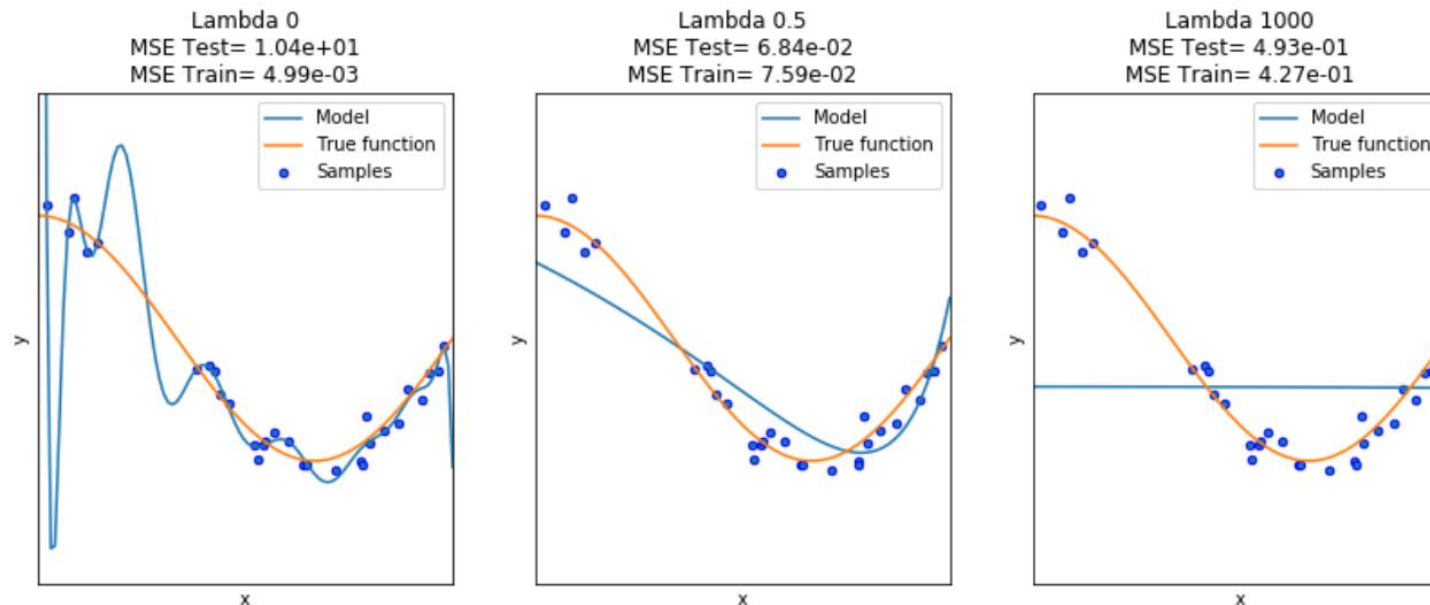 Lambda 0
MSE Test= 1.04e+01
MSE Train= 4.99e-03
Model
True function
Samples
y
x
Lambda 0.5
MSE Test= 6.84e-02
MSE Train= 7.59e-02
Model
True function
Samples
y
x
Lambda 1000
MSE Test= 4.93e-01
MSE Train= 4.27e-01
Model
True function
Samples
y
x